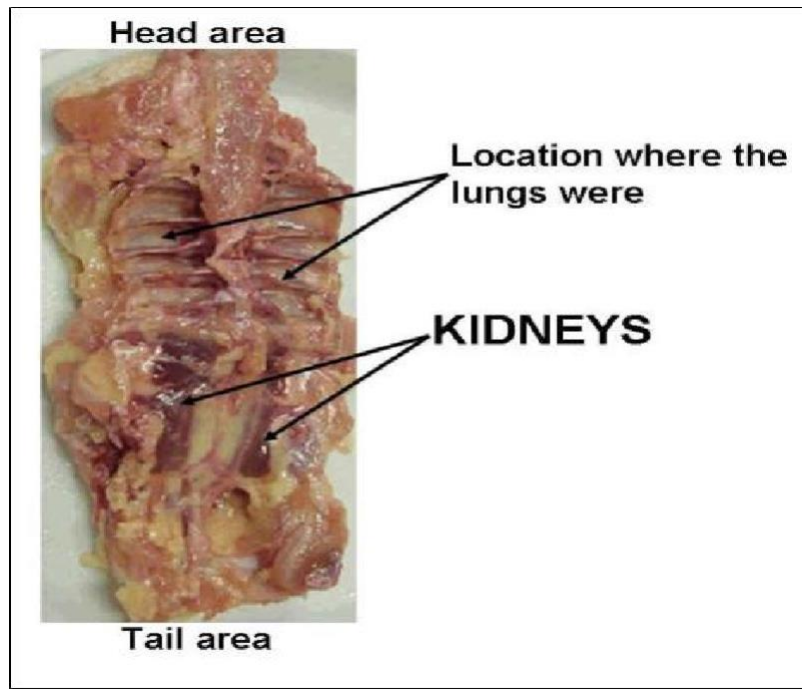 Head area
Location where the
lungs were
KIDNEYS
Tail area